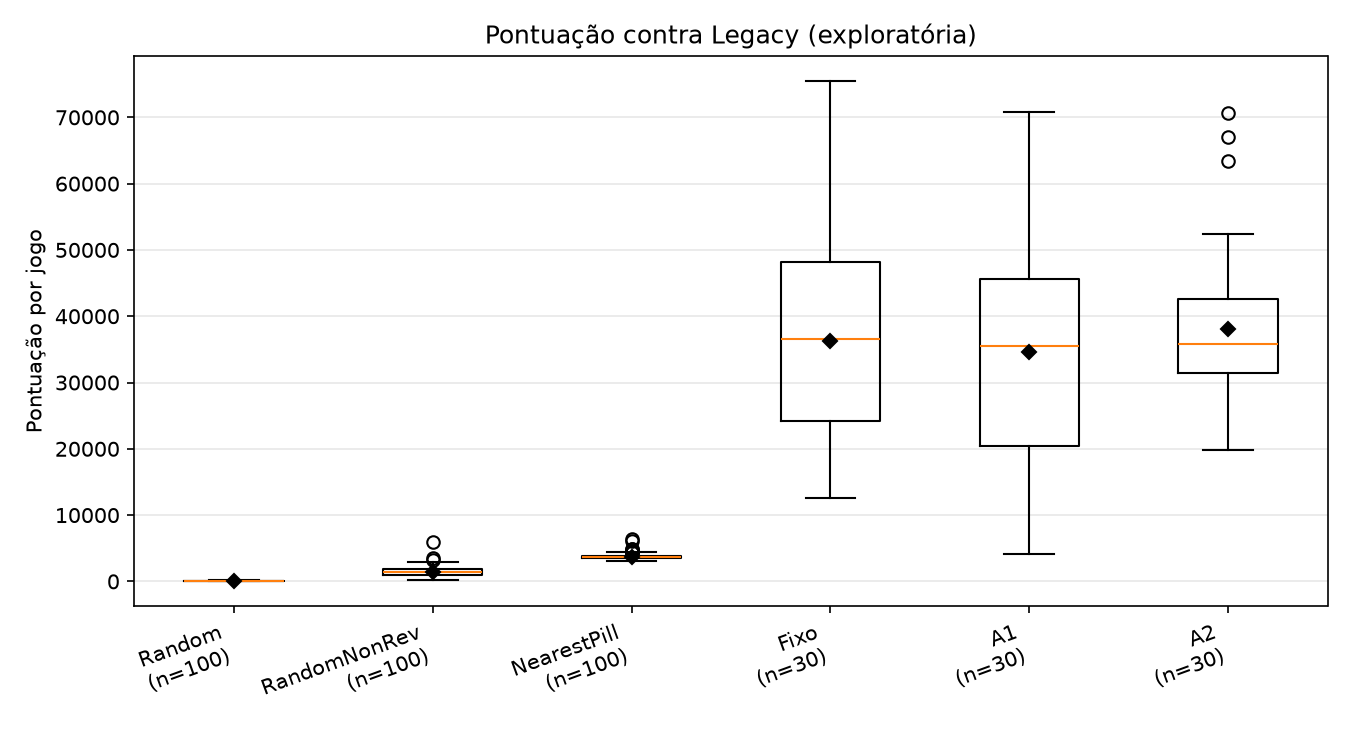 Pontuação contra Legacy (exploratória)
Pontuação por jogo
70000
60000
50000
40000
30000
20000
10000
0
Random
(n=100)
RandomNonRev
(n=100)
NearestPill
(n=100)
Fixo
(n=30)
A1
(n=30)
A2
(n=30)